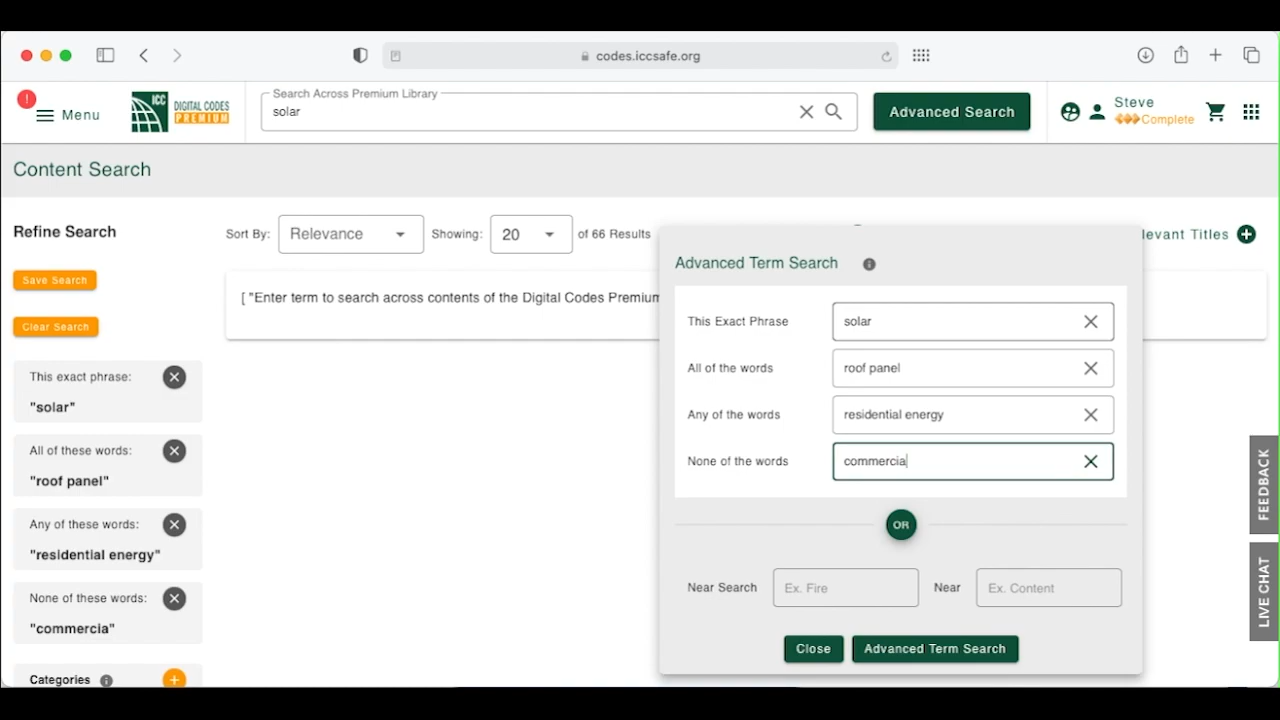 codes.iccsafe.org
!
Menu
ICC
DIGITAL CODES
PREMIUM
Search Across Premium Library
solar
Advanced Search
Steve
Complete
Content Search
Refine Search
Sort By:
Relevance
Showing:
20
of 66 Results
levant Titles
Save Search
[ "Enter term to search across contents of the Digital Codes Premium
Clear Search
This exact phrase:
"solar"
All of these words:
"roof panel"
Any of these words:
"residential energy"
None of these words:
"commercia"
Categories
Advanced Term Search
This Exact Phrase
solar
All of the words
roof panel
Any of the words
residential energy
None of the words
commercia
OR
Near Search
Ex. Fire
Near
Ex. Content
Close
Advanced Term Search
FEEDBACK
LIVE CHAT